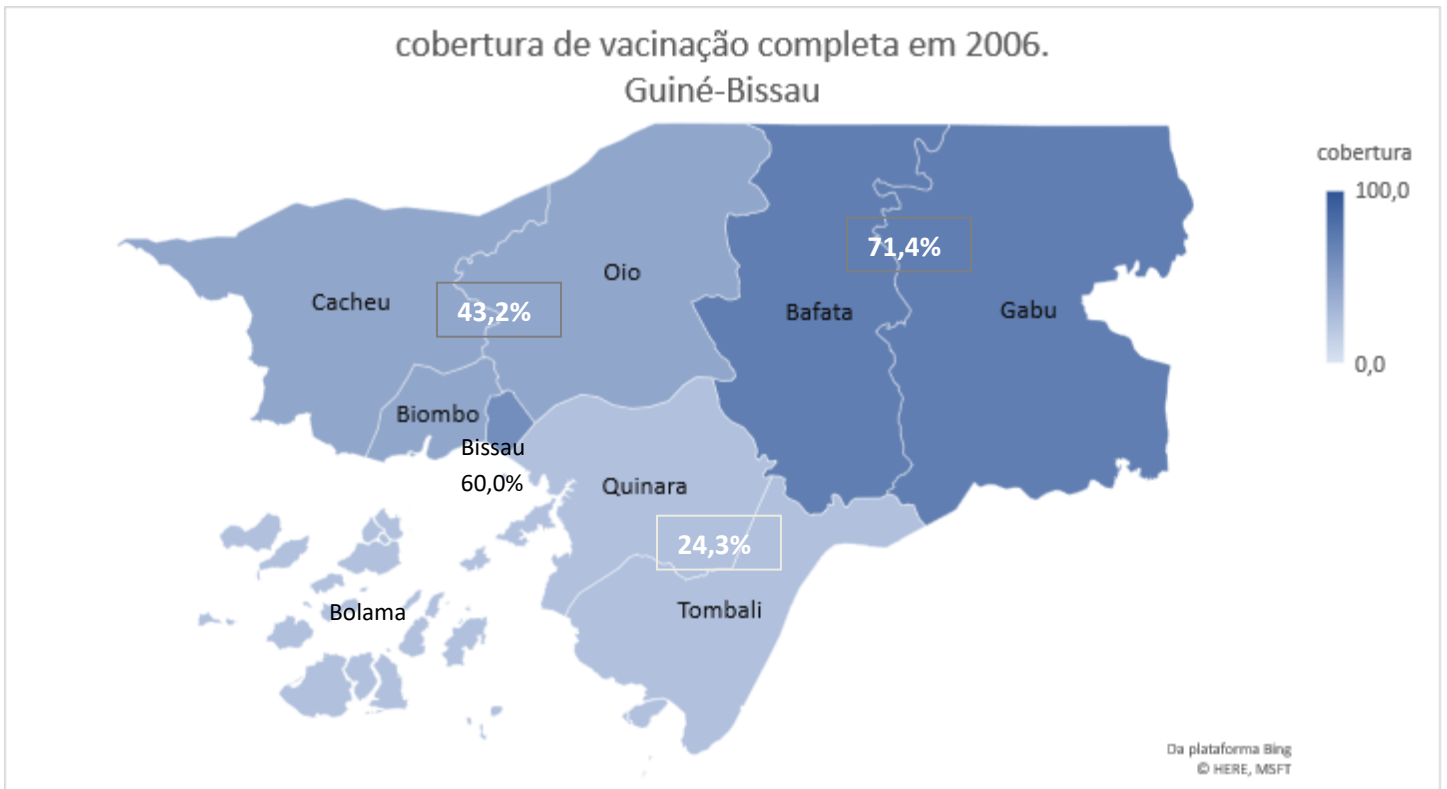 cobertura de vacinação completa em 2006.
Guiné-Bissau
cobertura
100,0
0,0
71,4%
Oio
Cacheu
43,2%
Bafata
Gabu
Biombo
Bissau
60,0%
Quinara
24,3%
Bolama
Tombali
Da plataforma Bing
© HERE, MSFT